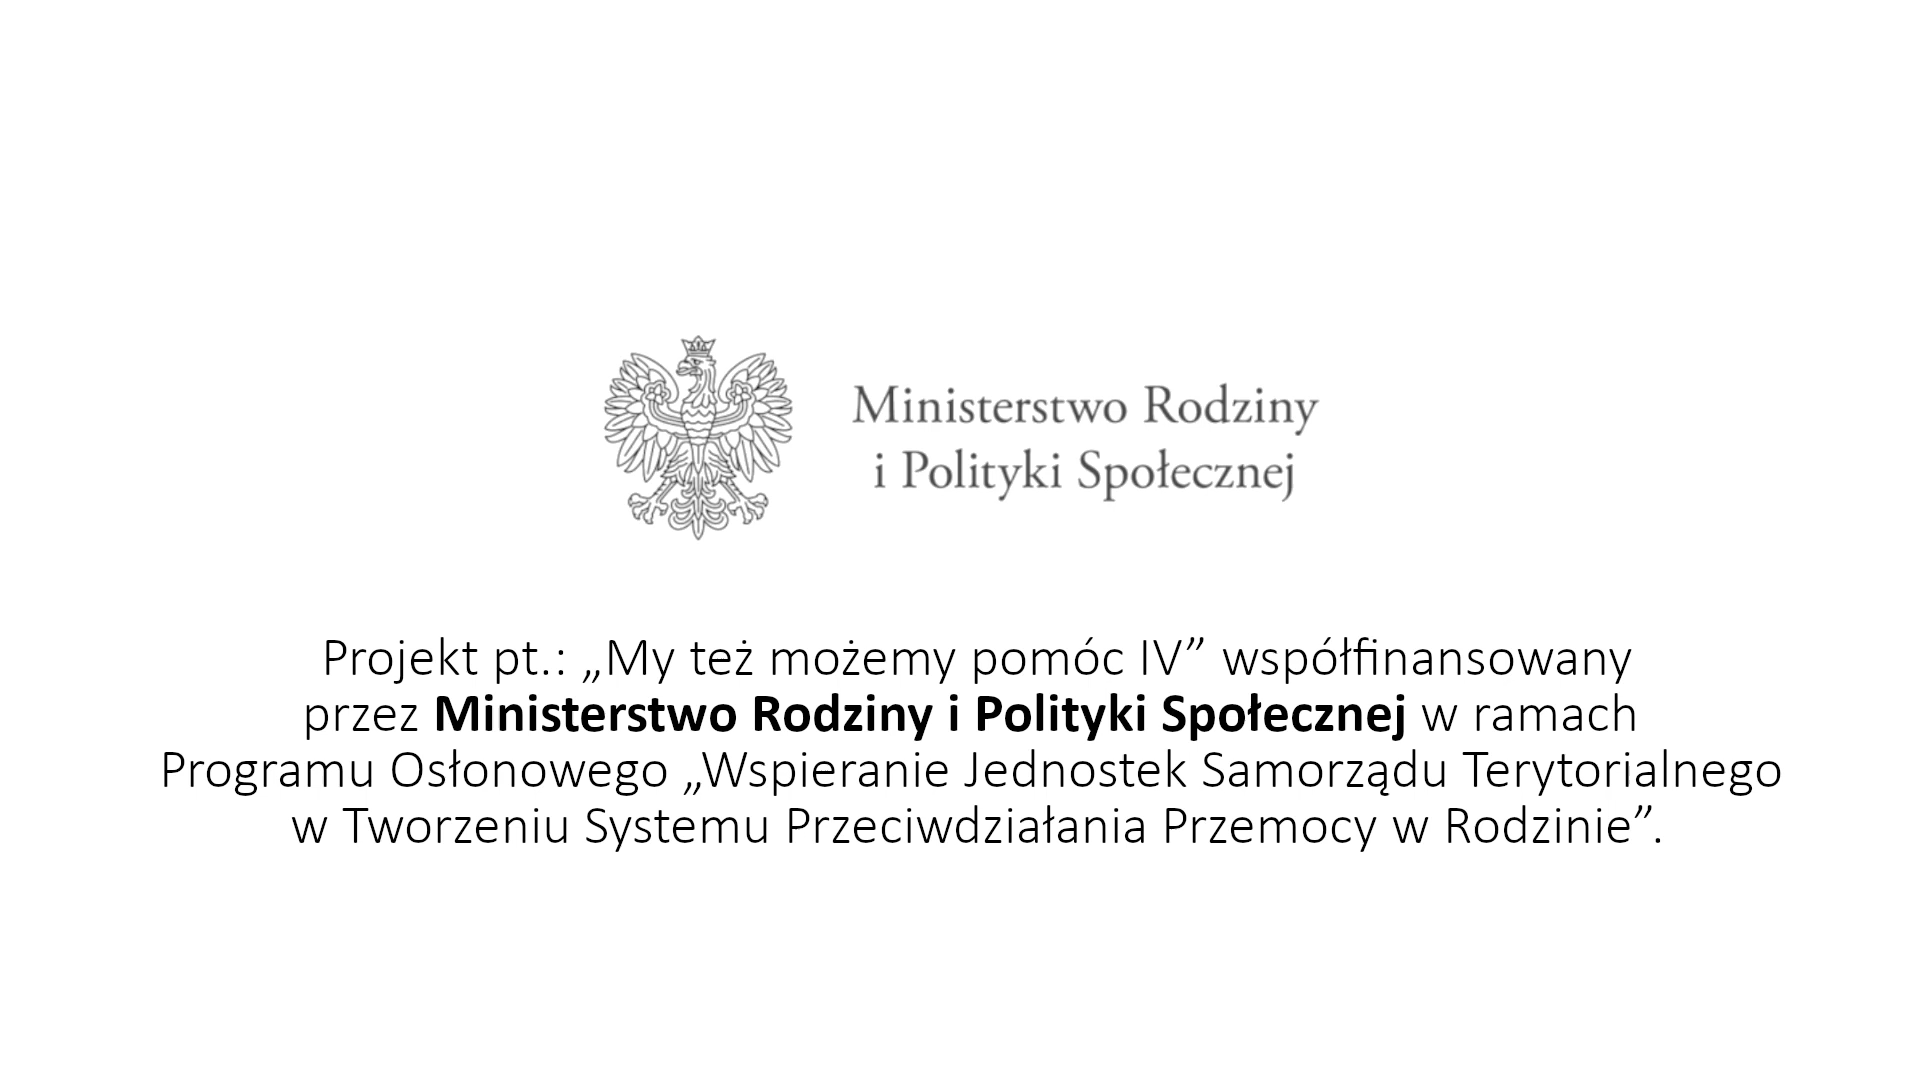 Ministerstwo Rodziny
i Polityki Społecznej
Projekt pt.: „My też możemy pomóc IV” współfinansowany
przez Ministerstwo Rodziny i Polityki Społecznej w ramach
Programu Osłonowego „Wspieranie Jednostek Samorządu Terytorialnego
w Tworzeniu Systemu Przeciwdziałania Przemocy w Rodzinie”.